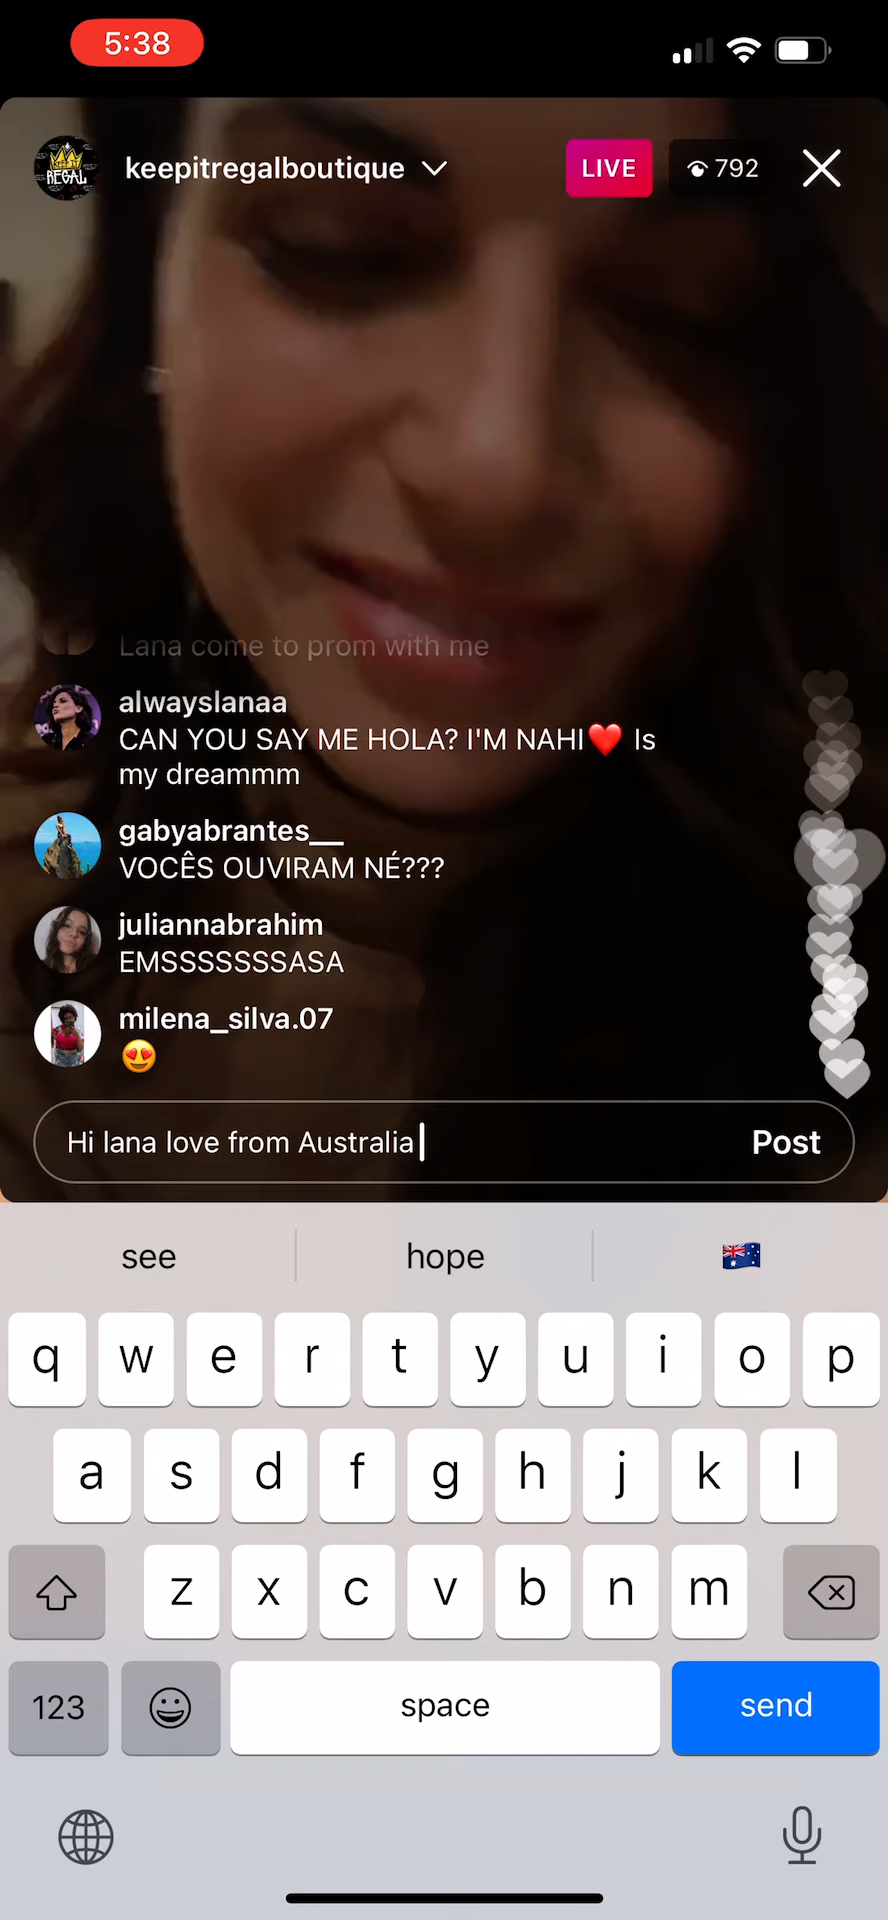 5:38
REGAL
keepitregalboutique
LIVE
792
Lana come to prom with me
alwayslanaa
CAN YOU SAY ME HOLA? I'M NAHI❤️ Is
my dreammm
gabyabrantes__
VOCÊS OUVIRAM NÉ???
juliannabrahim
EMSSSSSSSASA
milena_silva.07
😍
Hi lana love from Australia
Post
see hope 🇦🇺
q w e r t y u i o p
a s d f g h j k l
z x c v b n m
123 space send